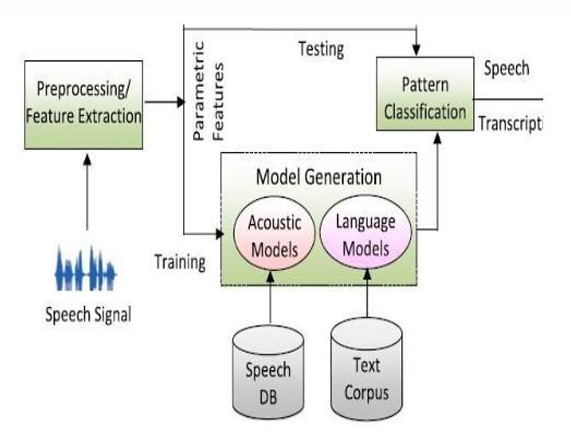 Testing
Speech
Preprocessing/
Feature Extraction
Parametric
Features
Pattern
Classification
Transcripti
Model Generation
Acoustic
Models
Language
Models
Training
Speech Signal
Speech
DB
Text
Corpus